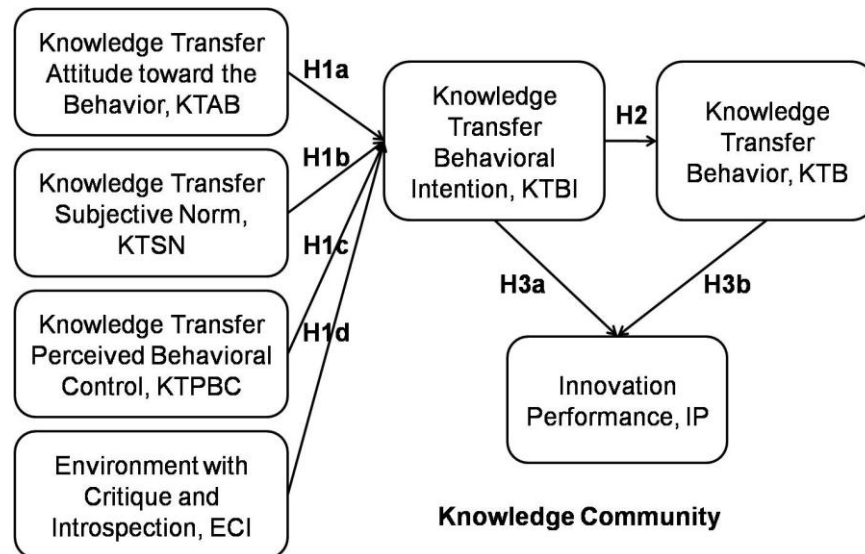 Knowledge Transfer
Attitude toward the
Behavior, KTAB
H1a
Knowledge Transfer
Subjective Norm,
KTSN
H1b
Knowledge Transfer
Perceived Behavioral
Control, KTPBC
H1c
Environment with
Critique and
Introspection, ECI
H1d
Knowledge
Transfer
Behavioral
Intention, KTBI
H2
Knowledge
Transfer
Behavior, KTB
H3a
H3b
Innovation
Performance, IP
Knowledge Community